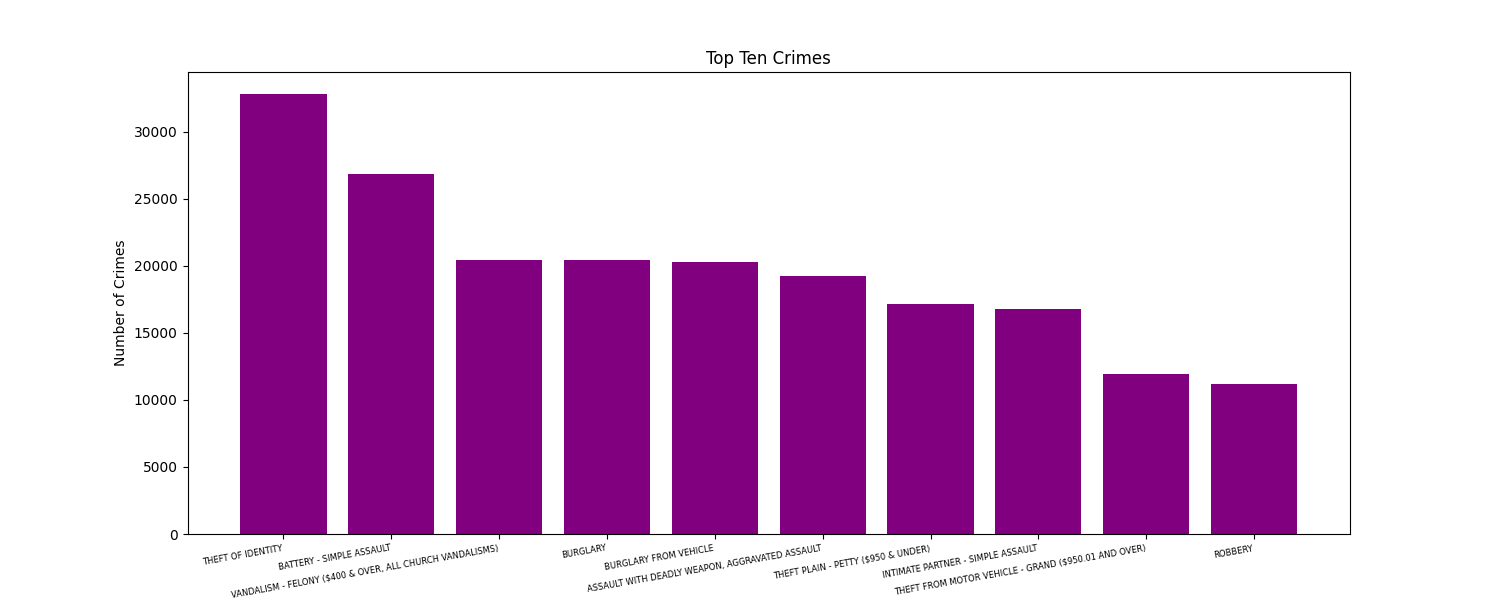 Top Ten Crimes
Number of Crimes
30000
25000
20000
15000
10000
5000
0
THEFT OF IDENTITY
BATTERY - SIMPLE ASSAULT
VANDALISM - FELONY ($400 & OVER, ALL CHURCH VANDALISMS)
BURGLARY
BURGLARY FROM VEHICLE
ASSAULT WITH DEADLY WEAPON, AGGRAVATED ASSAULT
THEFT PLAIN - PETTY ($950 & UNDER)
INTIMATE PARTNER - SIMPLE ASSAULT
THEFT FROM MOTOR VEHICLE - GRAND ($950.01 AND OVER)
ROBBERY